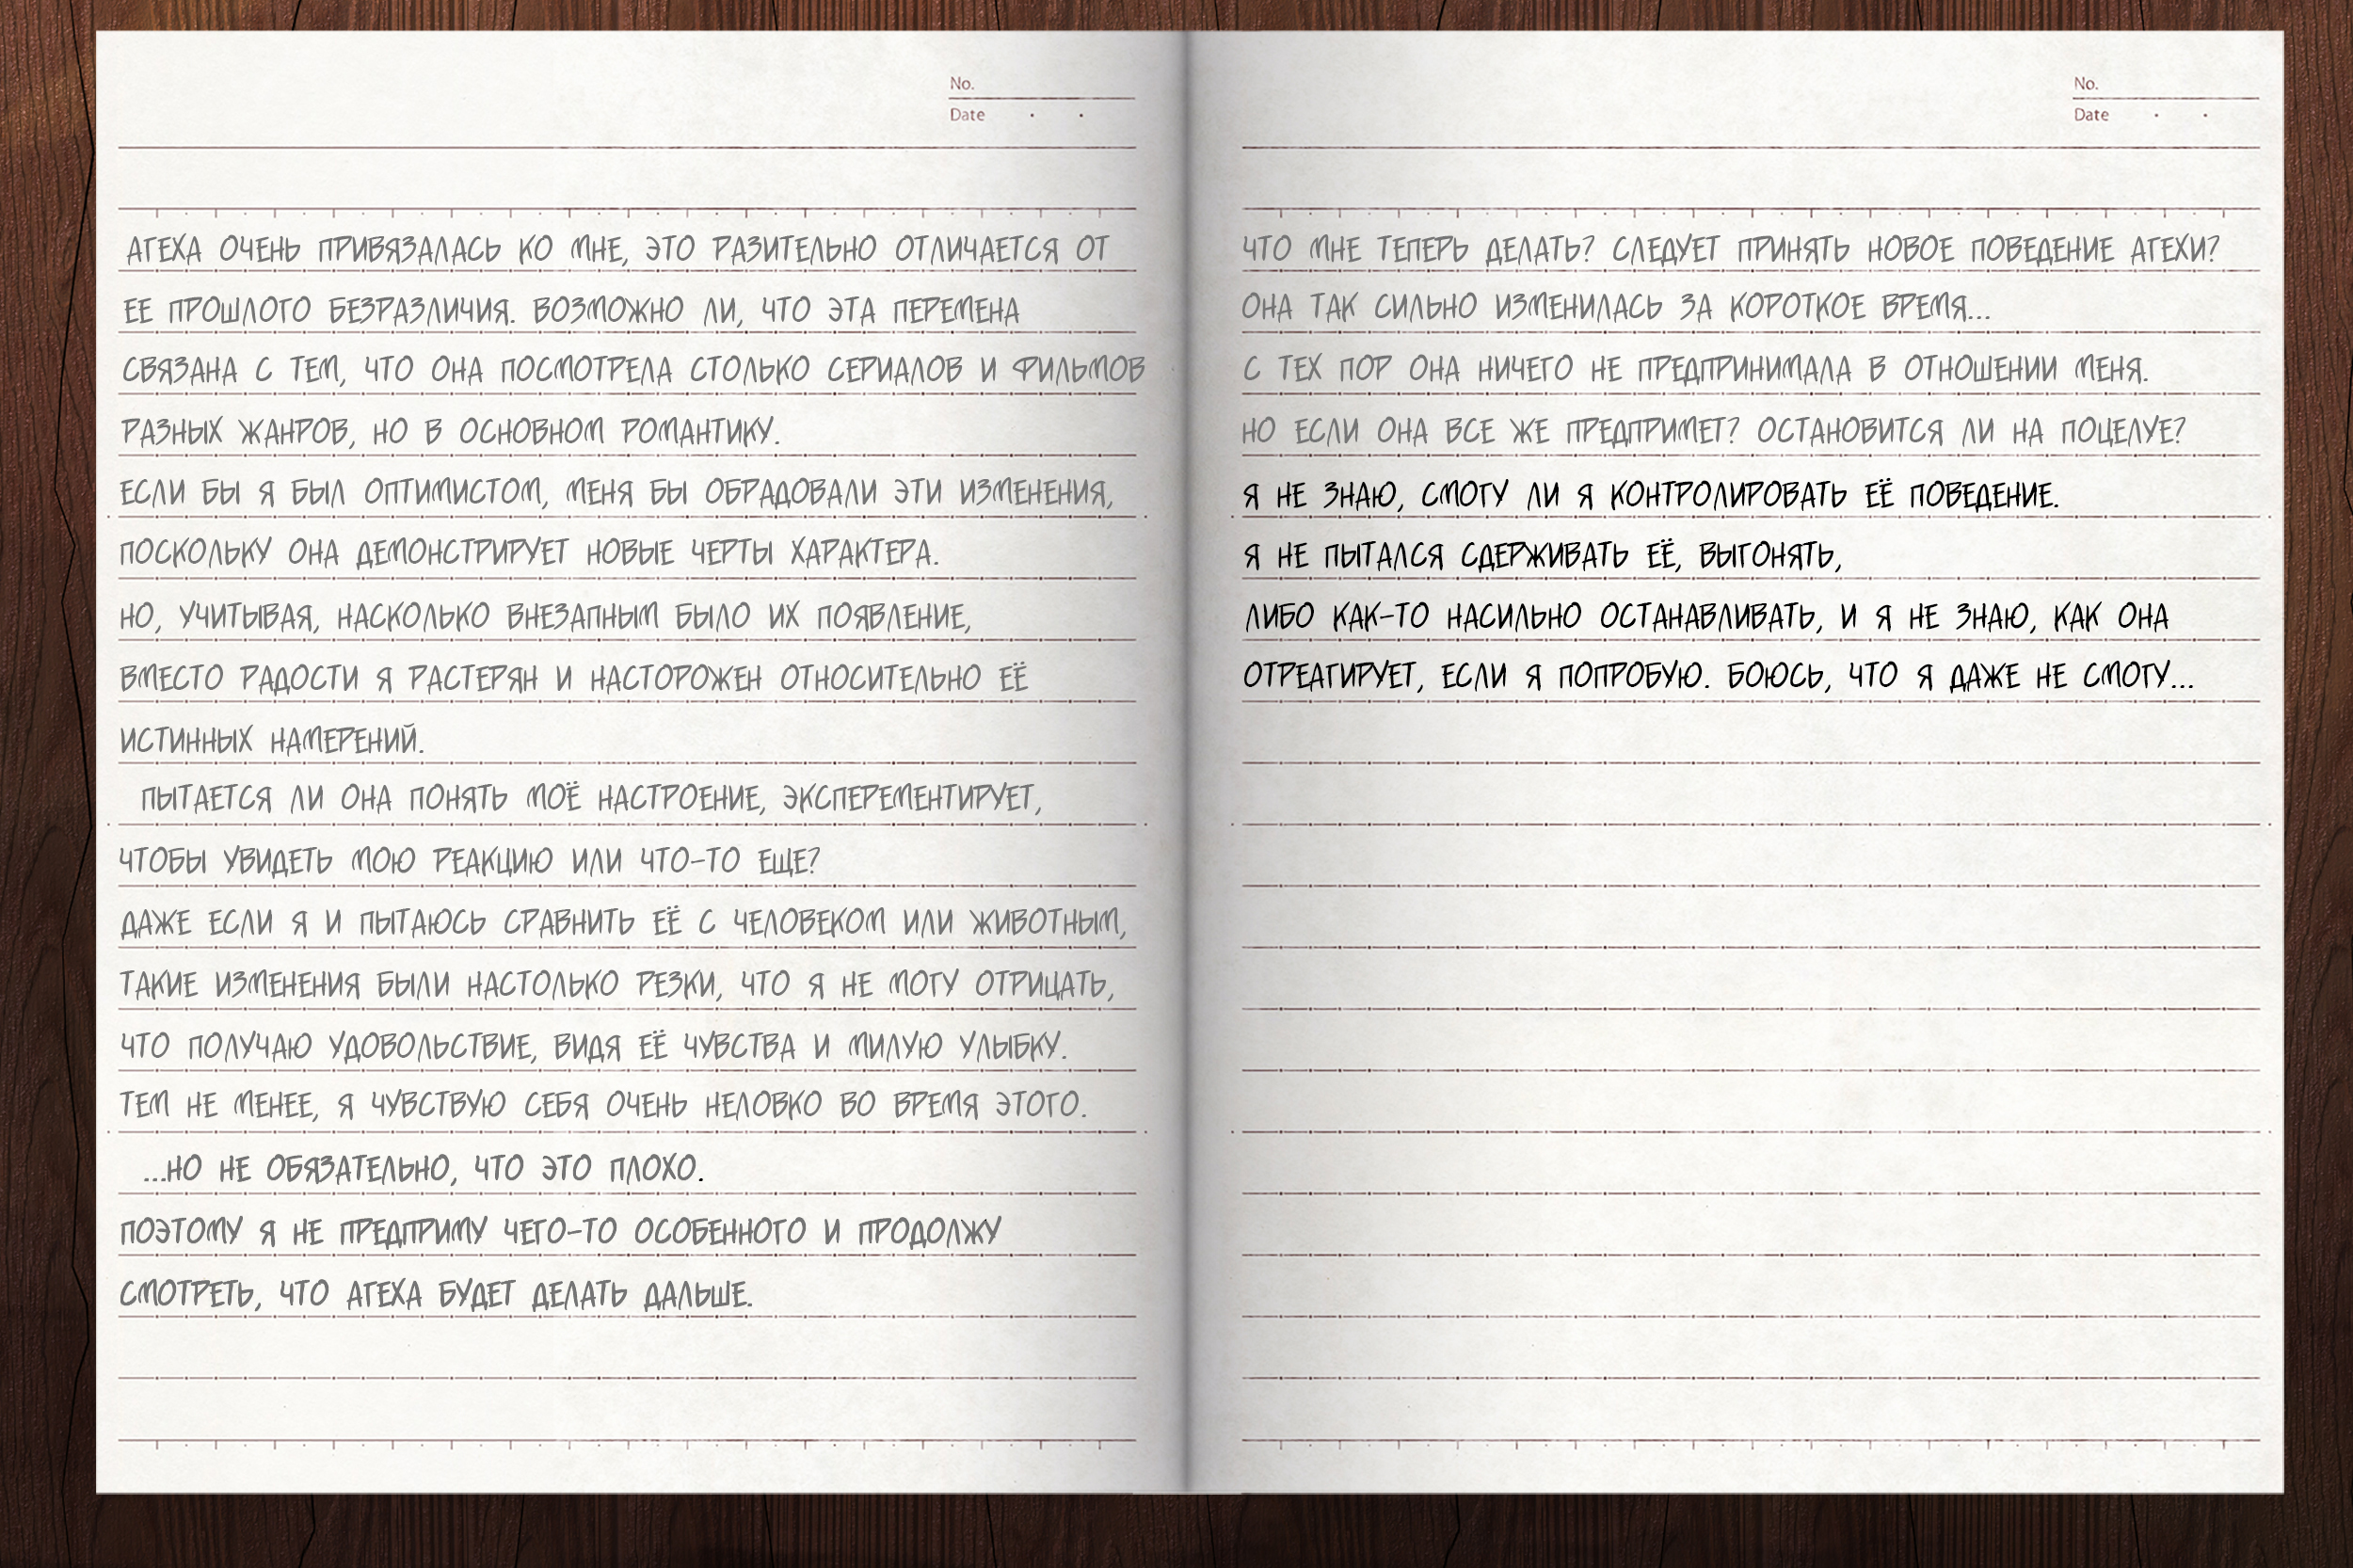 No.
Date . .
АГЕХА ОЧЕНЬ ПРИВЯЗАЛАСЬ КО МНЕ, ЭТО РАЗИТЕЛЬНО ОТЛИЧАЕТСЯ ОТ
ЕЕ ПРОШЛОГО БЕЗРАЗЛИЧИЯ. ВОЗМОЖНО ЛИ, ЧТО ЭТА ПЕРЕМЕНА
СВЯЗАНА С ТЕМ, ЧТО ОНА ПОСМОТРЕЛА СТОЛЬКО СЕРИАЛОВ И ФИЛЬМОВ
РАЗНЫХ ЖАНРОВ, НО В ОСНОВНОМ РОМАНТИКУ.
ЕСЛИ БЫ Я БЫЛ ОПТИМИСТОМ, МЕНЯ БЫ ОБРАДОВАЛИ ЭТИ ИЗМЕНЕНИЯ,
ПОСКОЛЬКУ ОНА ДЕМОНСТРИРУЕТ НОВЫЕ ЧЕРТЫ ХАРАКТЕРА.
НО, УЧИТЫВАЯ, НАСКОЛЬКО ВНЕЗАПНЫМ БЫЛО ИХ ПОЯВЛЕНИЕ,
ВМЕСТО РАДОСТИ Я РАСТЕРЯН И НАСТОРОЖЕН ОТНОСИТЕЛЬНО ЕЁ
ИСТИННЫХ НАМЕРЕНИЙ.
ПЫТАЕТСЯ ЛИ ОНА ПОНЯТЬ МОЁ НАСТРОЕНИЕ, ЭКСПЕРЕМЕНТИРУЕТ,
ЧТОБЫ УВИДЕТЬ МОЮ РЕАКЦИЮ ИЛИ ЧТО-ТО ЕЩЕ?
ДАЖЕ ЕСЛИ Я И ПЫТАЮСЬ СРАВНИТЬ ЕЁ С ЧЕЛОВЕКОМ ИЛИ ЖИВОТНЫМ,
ТАКИЕ ИЗМЕНЕНИЯ БЫЛИ НАСТОЛЬКО РЕЗКИ, ЧТО Я НЕ МОГУ ОТРИЦАТЬ,
ЧТО ПОЛУЧАЮ УДОВОЛЬСТВИЕ, ВИДЯ ЕЁ ЧУВСТВА И МИЛУЮ УЛЫБКУ.
ТЕМ НЕ МЕНЕЕ, Я ЧУВСТВУЮ СЕБЯ ОЧЕНЬ НЕЛОВКО ВО ВРЕМЯ ЭТОГО.
...НО НЕ ОБЯЗАТЕЛЬНО, ЧТО ЭТО ПЛОХО.
ПОЭТОМУ Я НЕ ПРЕДПРИМУ ЧЕГО-ТО ОСОБЕННОГО И ПРОДОЛЖУ
СМОТРЕТЬ, ЧТО АГЕХА БУДЕТ ДЕЛАТЬ ДАЛЬШЕ.
No.
Date . .
ЧТО МНЕ ТЕПЕРЬ ДЕЛАТЬ? СЛЕДУЕТ ПРИНЯТЬ НОВОЕ ПОВЕДЕНИЕ АГЕХИ?
ОНА ТАК СИЛЬНО ИЗМЕНИЛАСЬ ЗА КОРОТКОЕ ВРЕМЯ...
С ТЕХ ПОР ОНА НИЧЕГО НЕ ПРЕДПРИНИМАЛА В ОТНОШЕНИИ МЕНЯ.
НО ЕСЛИ ОНА ВСЕ ЖЕ ПРЕДПРИМЕТ? ОСТАНОВИТСЯ ЛИ НА ПОЦЕЛУЕ?
Я НЕ ЗНАЮ, СМОГУ ЛИ Я КОНТРОЛИРОВАТЬ ЕЁ ПОВЕДЕНИЕ.
Я НЕ ПЫТАЛСЯ СДЕРЖИВАТЬ ЕЁ, ВЫГОНЯТЬ,
ЛИБО КАК-ТО НАСИЛЬНО ОСТАНАВЛИВАТЬ, И Я НЕ ЗНАЮ, КАК ОНА
ОТРЕАГИРУЕТ, ЕСЛИ Я ПОПРОБУЮ. БОЮСЬ, ЧТО Я ДАЖЕ НЕ СМОГУ...